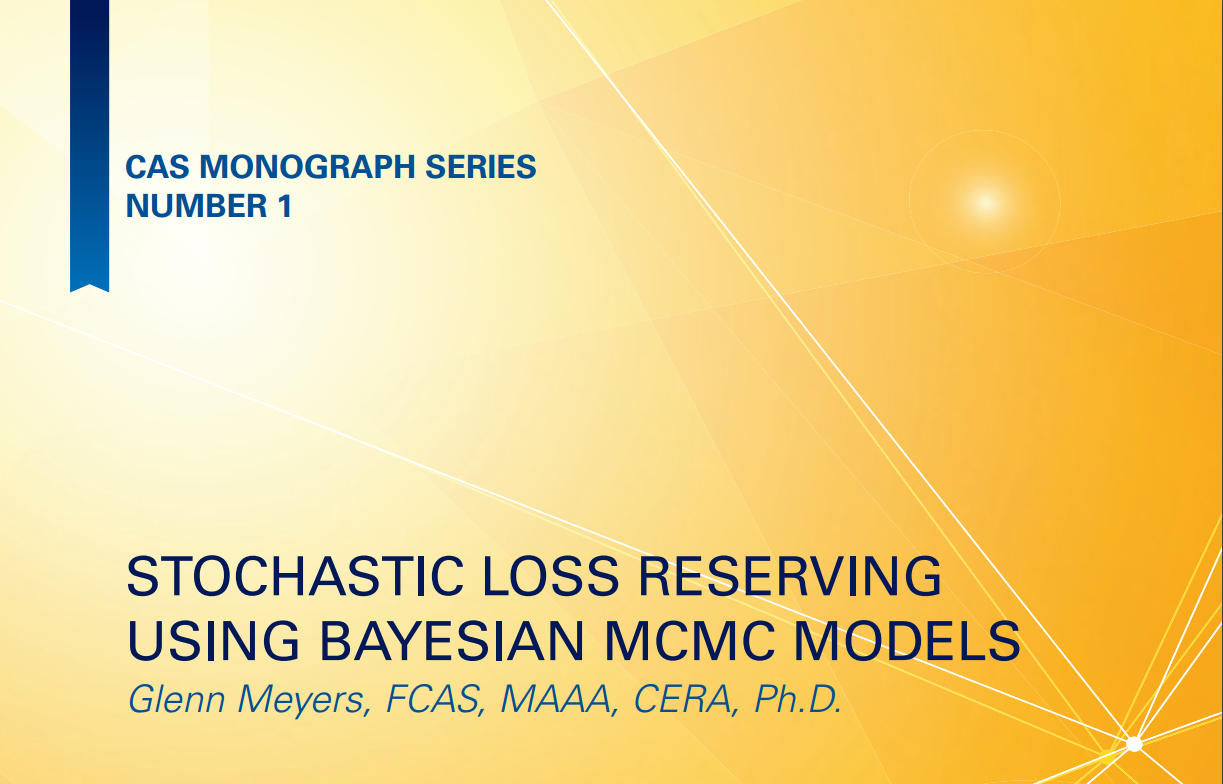 CAS MONOGRAPH SERIES
NUMBER 1
STOCHASTIC LOSS RESERVING
USING BAYESIAN MCMC MODELS
Glenn Meyers, FCAS, MAAA, CERA, Ph.D.